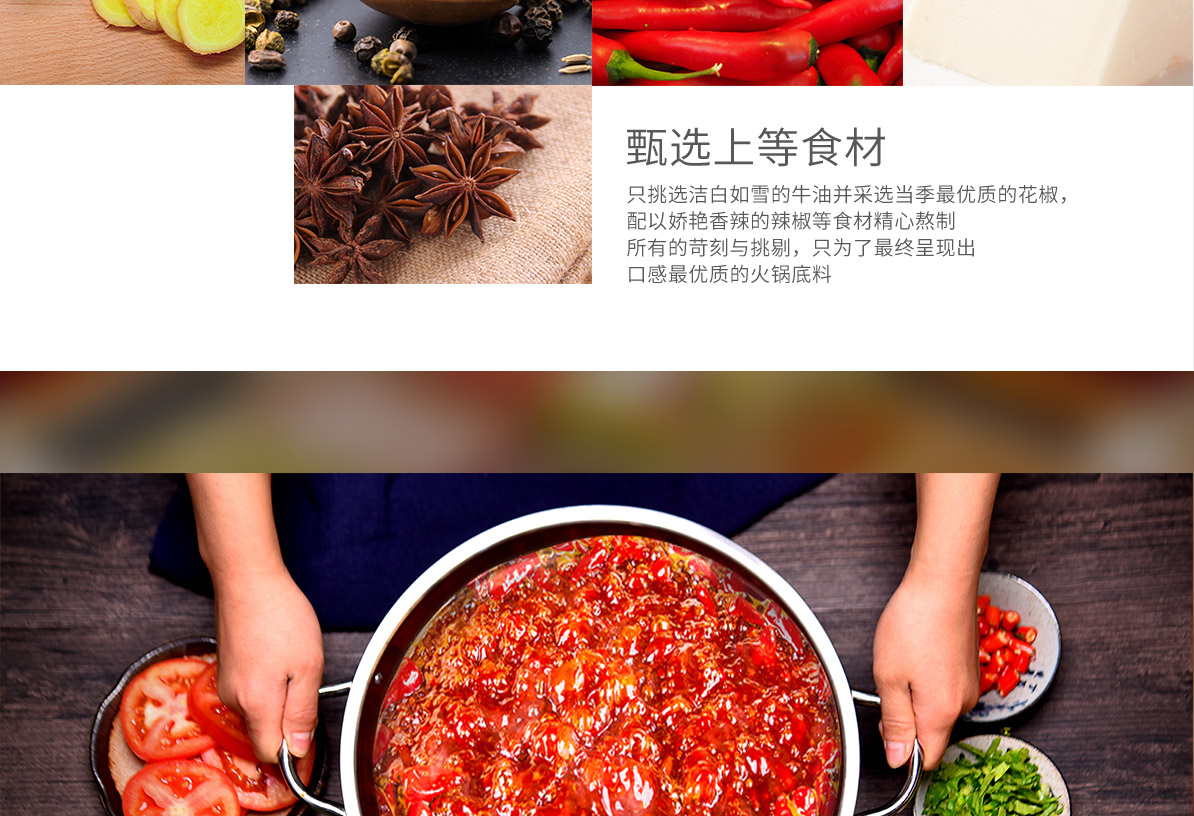 甄选上等食材
只挑选洁白如雪的牛油并采选当季最优质的花椒，
配以娇艳香辣的辣椒等食材精心熬制
所有的苛刻与挑剔，只为了最终呈现出
口感最优质的火锅底料